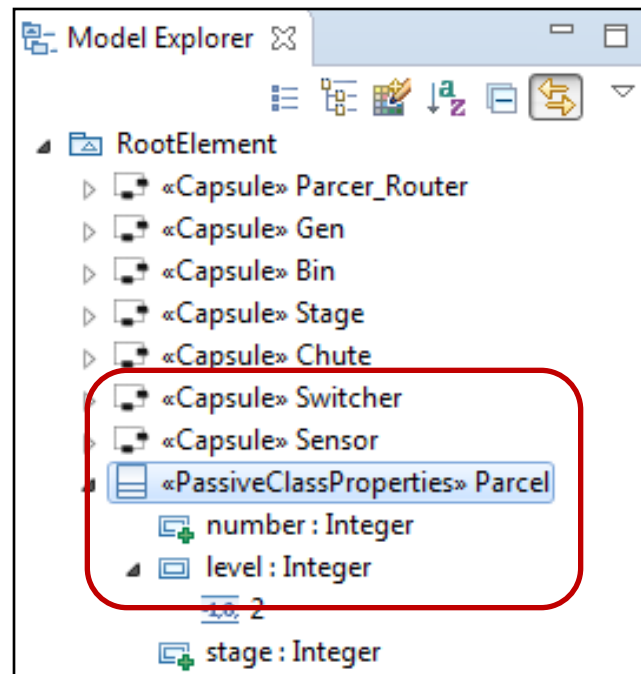 Model Explorer
RootElement
«Capsule» Parcer_Router
«Capsule» Gen
«Capsule» Bin
«Capsule» Stage
«Capsule» Chute
«Capsule» Switcher
«Capsule» Sensor
«PassiveClassProperties» Parcel
number : Integer
level : Integer
2
stage : Integer